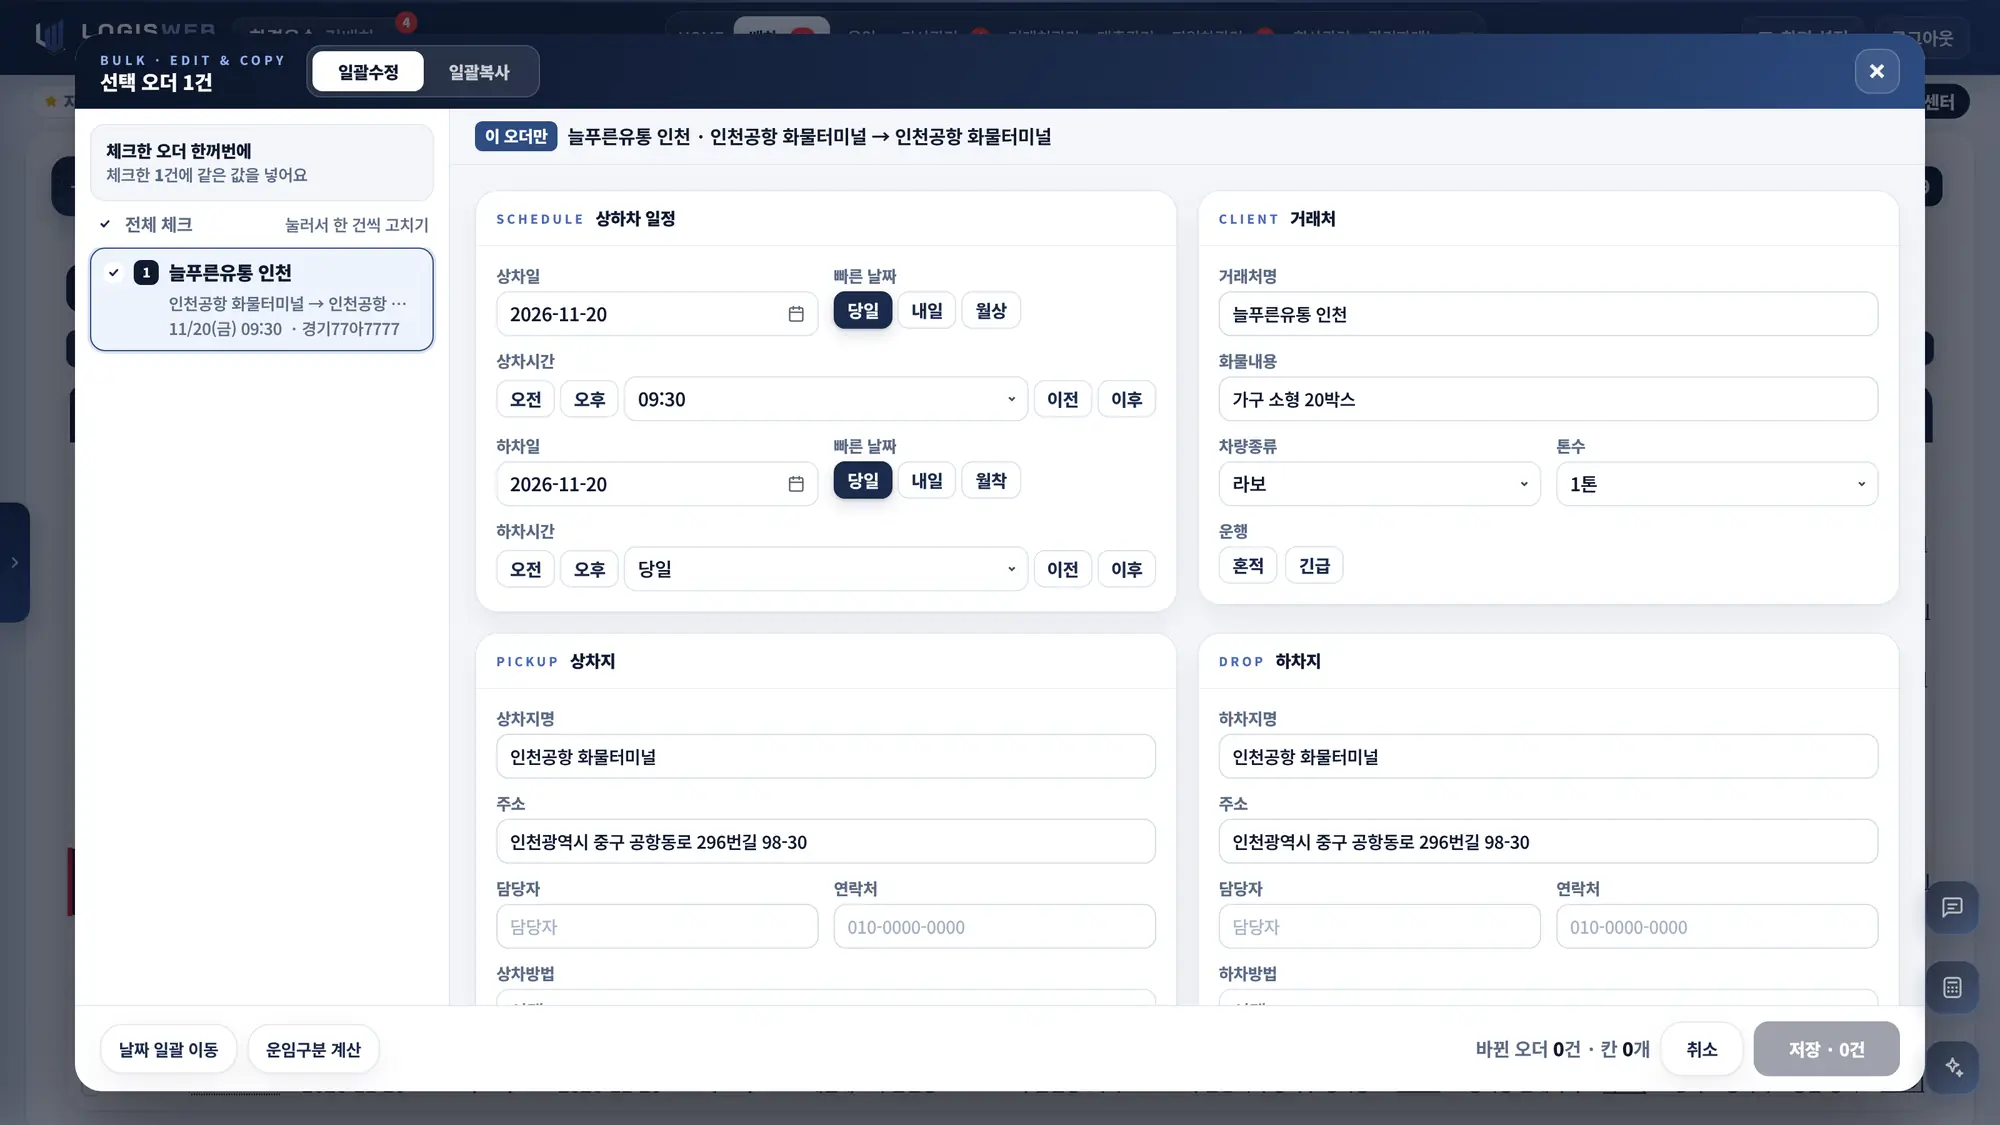 LOGISWEB
4
BULK · EDIT & COPY
선택 오더 1건
일괄수정
일괄복사
센터
체크한 오더 한꺼번에
체크한 1건에 같은 값을 넣어요
전체 체크
눌러서 한 건씩 고치기
1
늘푸른유통 인천
인천공항 화물터미널 → 인천공항 ···
11/20(금) 09:30 · 경기77아7777
이 오더만
늘푸른유통 인천 · 인천공항 화물터미널 → 인천공항 화물터미널
SCHEDULE 상하차 일정
상차일
빠른 날짜
2026-11-20
당일
내일
월상
상차시간
오전
오후
09:30
이전
이후
하차일
빠른 날짜
2026-11-20
당일
내일
월착
하차시간
오전
오후
당일
이전
이후
CLIENT 거래처
거래처명
늘푸른유통 인천
화물내용
가구 소형 20박스
차량종류
톤수
라보
1톤
운행
혼적
긴급
PICKUP 상차지
상차지명
인천공항 화물터미널
주소
인천광역시 중구 공항동로 296번길 98-30
담당자
연락처
담당자
010-0000-0000
상차방법
DROP 하차지
하차지명
인천공항 화물터미널
주소
인천광역시 중구 공항동로 296번길 98-30
담당자
연락처
담당자
010-0000-0000
하차방법
날짜 일괄 이동
운임구분 계산
바뀐 오더 0건 · 칸 0개
취소
저장 · 0건